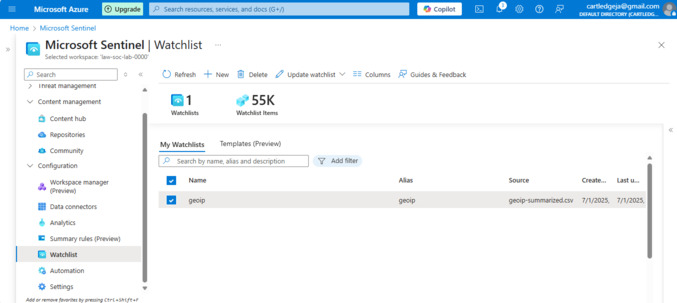 Microsoft Azure
Upgrade
Search resources, services, and docs (G+/)
Copilot
1
cartledgeja@gmail.com
DEFAULT DIRECTORY (CARTLEDG...
Home > Microsoft Sentinel
Microsoft Sentinel | Watchlist ...
Selected workspace: 'law-soc-lab-0000'
Search
Threat management
Content management
Content hub
Repositories
Community
Configuration
Workspace manager
(Preview)
Data connectors
Analytics
Summary rules (Preview)
Watchlist
Automation
Settings
Add or remove favorites by pressing Ctrl+Shift+F
Refresh
New
Delete
Update watchlist
Columns
Guides & Feedback
1
Watchlists
55K
Watchlist Items
My Watchlists
Templates (Preview)
Search by name, alias and description
Add filter
Name Alias Source Create... Last u...
geoip geoip geoip-summarized.csv 7/1/2025, 7/1/2025,